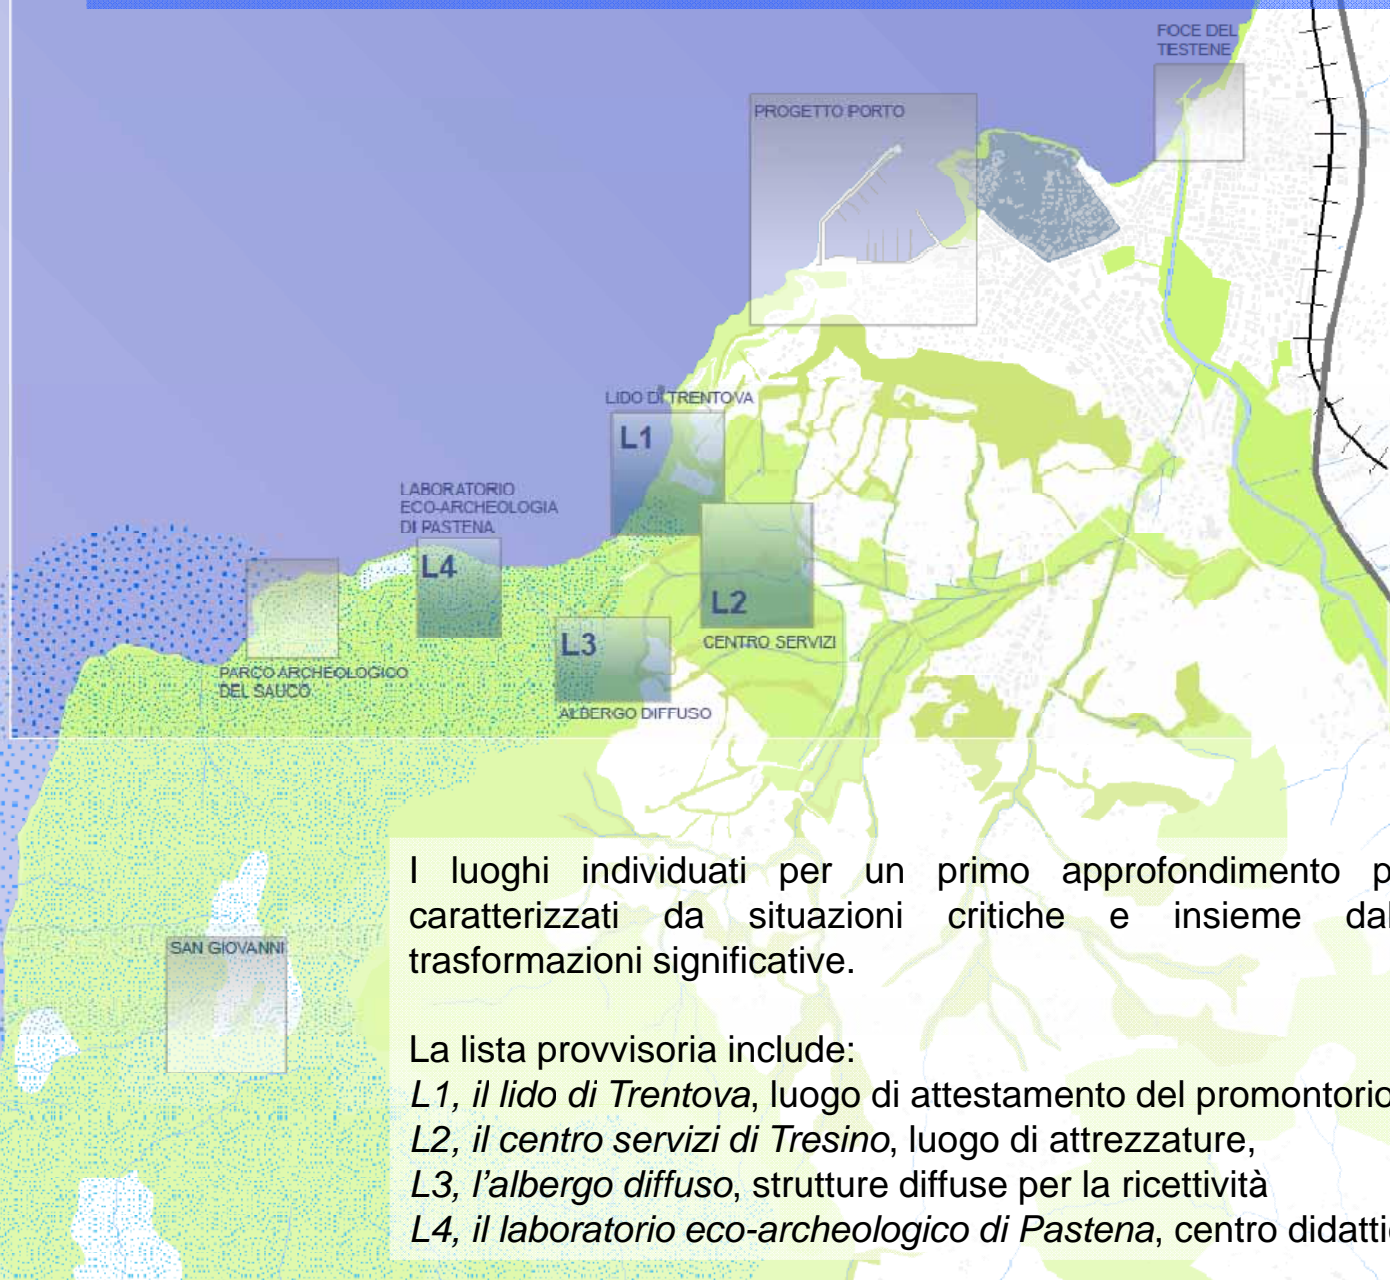 FOCE DEL
TESTENE
PROGETTO PORTO
LIDO DI TRENTOVA
L1
LABORATORIO
ECO-ARCHEOLOGIA
DI PASTENA
L4
L2
CENTRO SERVIZI
L3
PARCO ARCHEOLOGICO
DEL SAUCO
ALBERGO DIFFUSO
SAN GIOVANNI
I luoghi individuati per un primo approfondimento p
caratterizzati da situazioni critiche e insieme dal
trasformazioni significative.
La lista provvisoria include:
L1, il lido di Trentova, luogo di attestamento del promontorio
L2, il centro servizi di Tresino, luogo di attrezzature,
L3, l’albergo diffuso, strutture diffuse per la ricettività
L4, il laboratorio eco-archeologico di Pastena, centro didatti